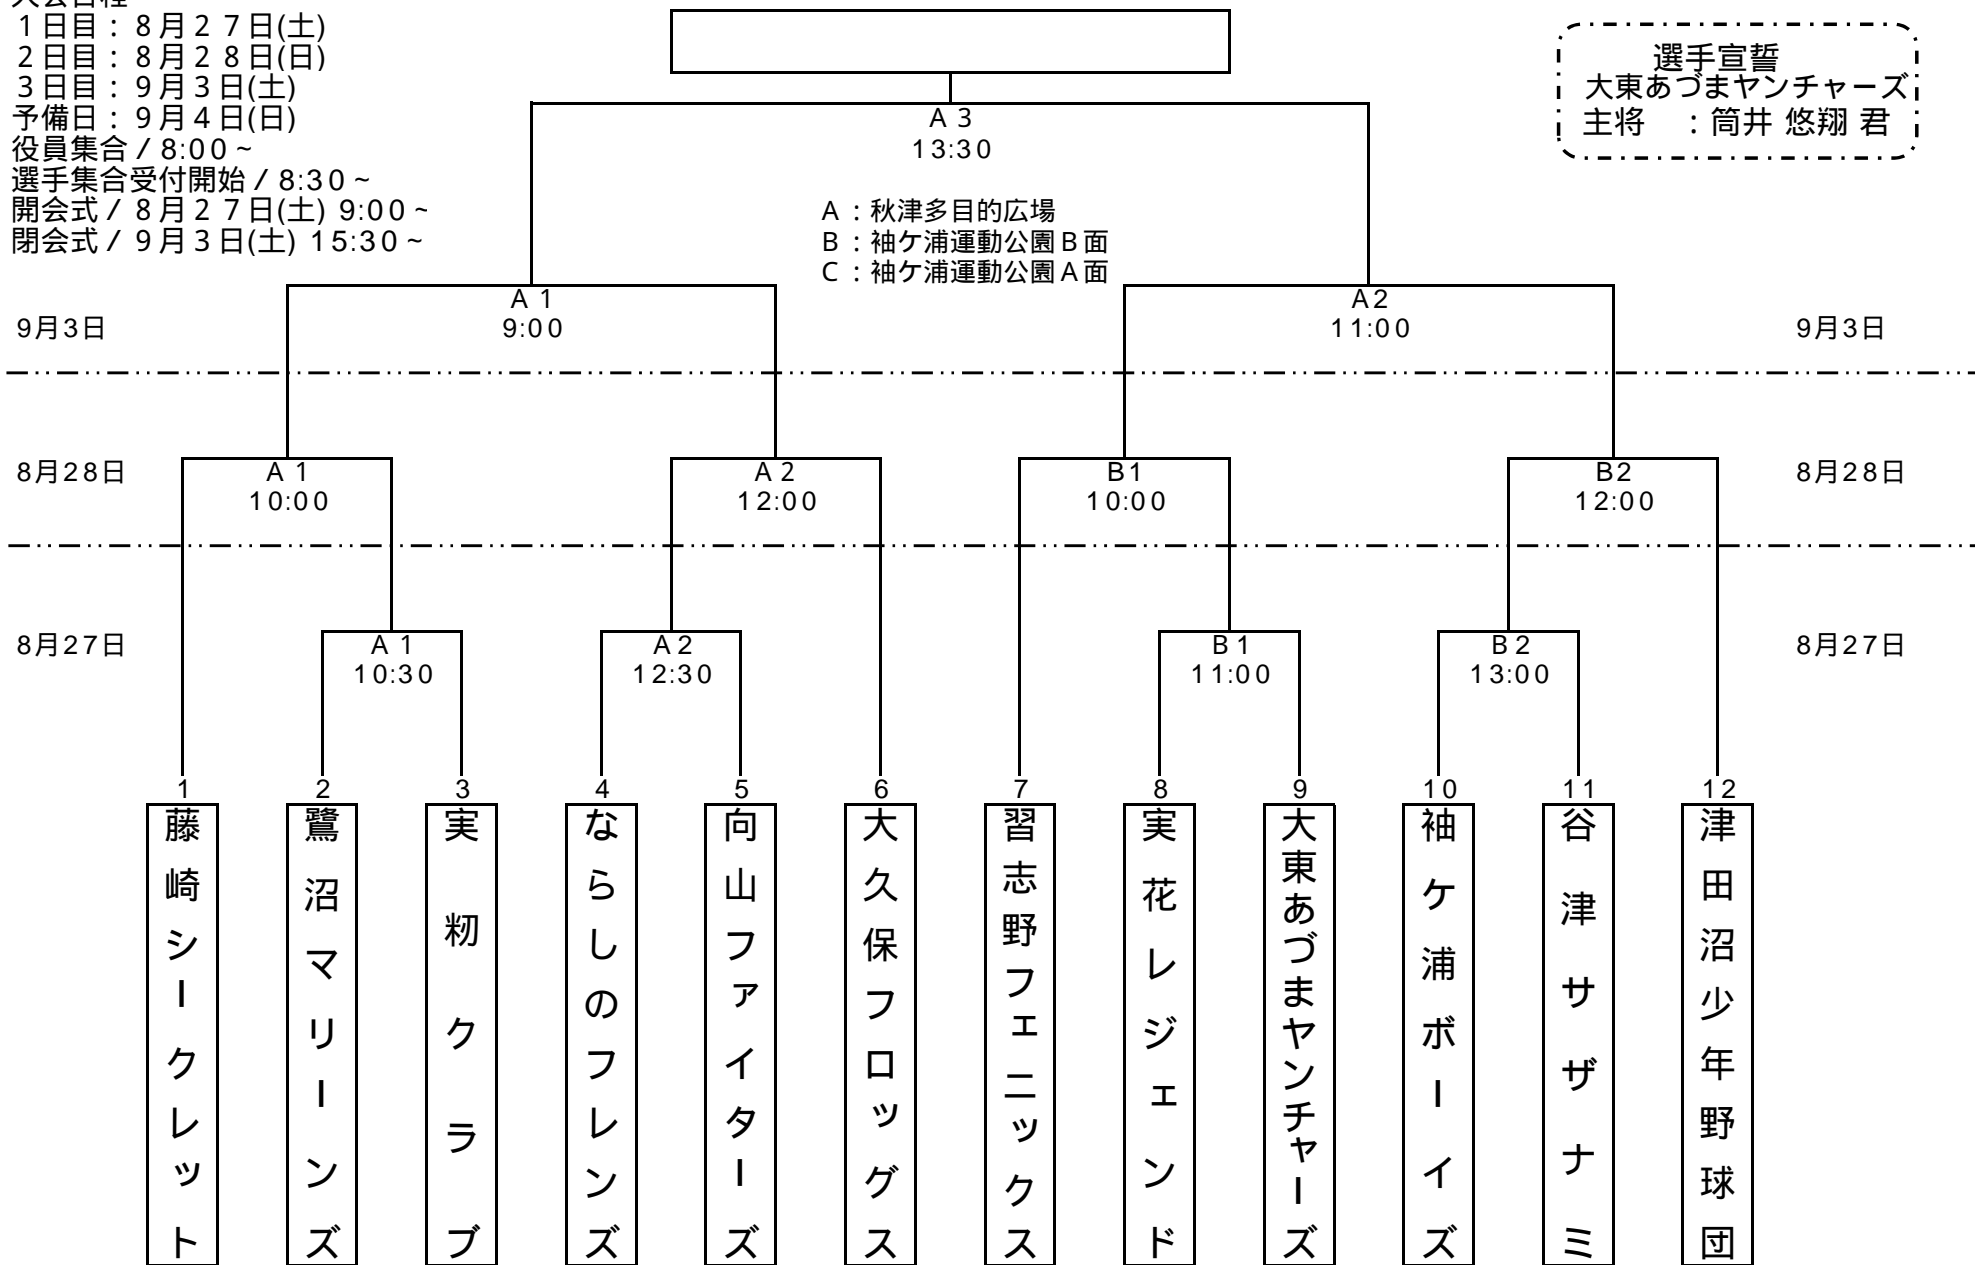 1日目：8月27日(土)
2日目：8月28日(日)
3日目：9月3日(土)
予備日：9月4日(日)
役員集合/8:00~
選手集合受付開始/8:30~
開会式/8月27日(土) 9:00~
閉会式/9月3日(土) 15:30~
選手宣誓
大東あづまヤンチャーズ
主将　：筒井 悠翔 君
A3
13:30
A：秋津多目的広場
B：袖ケ浦運動公園B面
C：袖ケ浦運動公園A面
A1
9:00
A2
11:00
9月3日
9月3日
8月28日
A1
10:00
A2
12:00
B1
10:00
B2
12:00
8月28日
8月27日
A1
10:30
A2
12:30
B1
11:00
B2
13:00
8月27日
1
藤崎シークレット
2
鷺沼マリーンズ
3
実籾クラブ
4
ならしのフレンズ
5
向山ファイターズ
6
大久保フロッグス
7
習志野フェニックス
8
実花レジェンド
9
大東あづまヤンチャーズ
10
袖ケ浦ボーイズ
11
谷津サザナミ
12
津田沼少年野球団